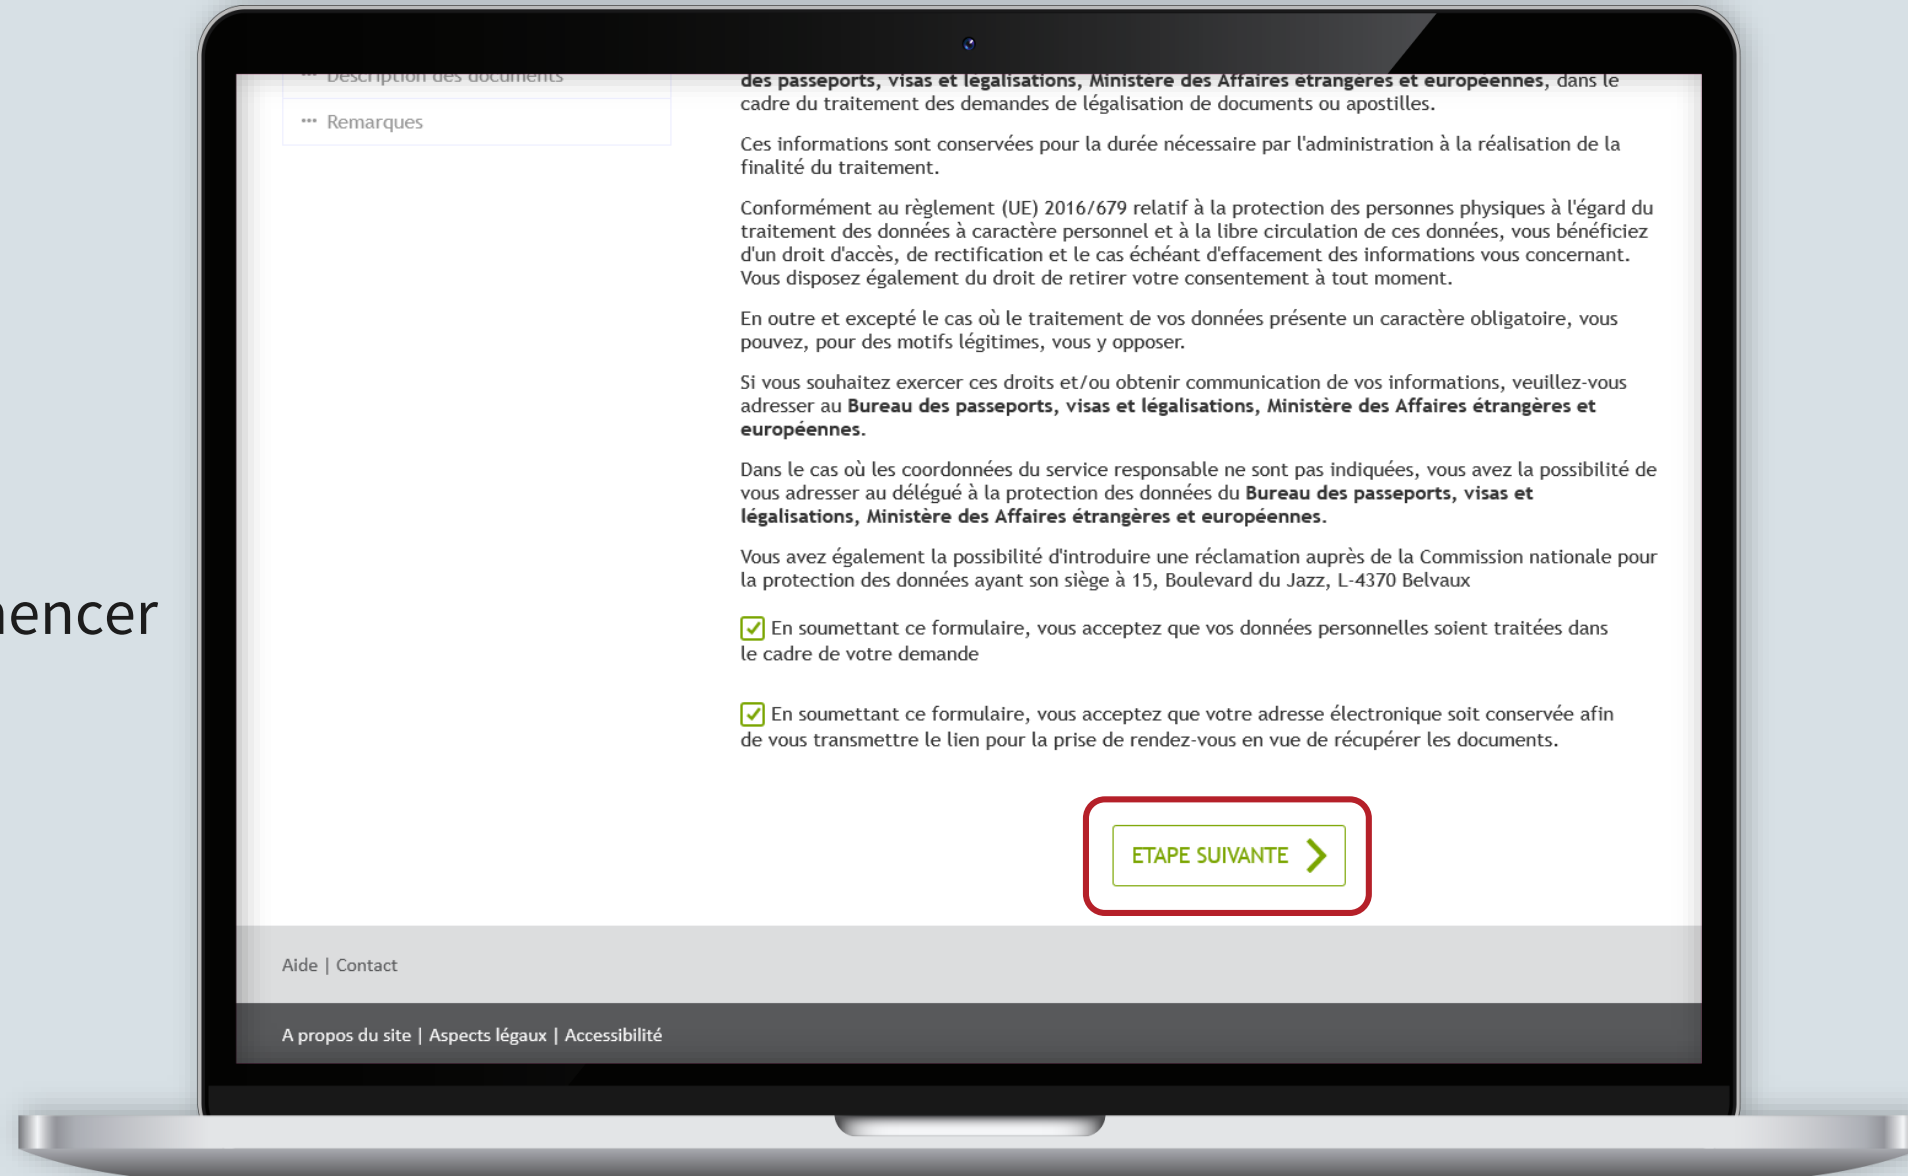 Description des documents
Remarques
des passeports, visas et légalisations, Ministère des Affaires étrangères et européennes, dans le
cadre du traitement des demandes de légalisation de documents ou apostilles.
Ces informations sont conservées pour la durée nécessaire par l'administration à la réalisation de la
finalité du traitement.
Conformément au règlement (UE) 2016/679 relatif à la protection des personnes physiques à l'égard du
traitement des données à caractère personnel et à la libre circulation de ces données, vous bénéficiez
d'un droit d'accès, de rectification et le cas échéant d'effacement des informations vous concernant.
Vous disposez également du droit de retirer votre consentement à tout moment.
En outre et excepté le cas où le traitement de vos données présente un caractère obligatoire, vous
pouvez, pour des motifs légitimes, vous y opposer.
Si vous souhaitez exercer ces droits et/ou obtenir communication de vos informations, veuillez-vous
adresser au Bureau des passeports, visas et légalisations, Ministère des Affaires étrangères et
européennes.
Dans le cas où les coordonnées du service responsable ne sont pas indiquées, vous avez la possibilité de
vous adresser au délégué à la protection des données du Bureau des passeports, visas et
légalisations, Ministère des Affaires étrangères et européennes.
Vous avez également la possibilité d'introduire une réclamation auprès de la Commission nationale pour
la protection des données ayant son siège à 15, Boulevard du Jazz, L-4370 Belvaux
En soumettant ce formulaire, vous acceptez que vos données personnelles soient traitées dans
le cadre de votre demande
En soumettant ce formulaire, vous acceptez que votre adresse électronique soit conservée afin
de vous transmettre le lien pour la prise de rendez-vous en vue de récupérer les documents.
ETAPE SUIVANTE
Aide | Contact
A propos du site | Aspects légaux | Accessibilité